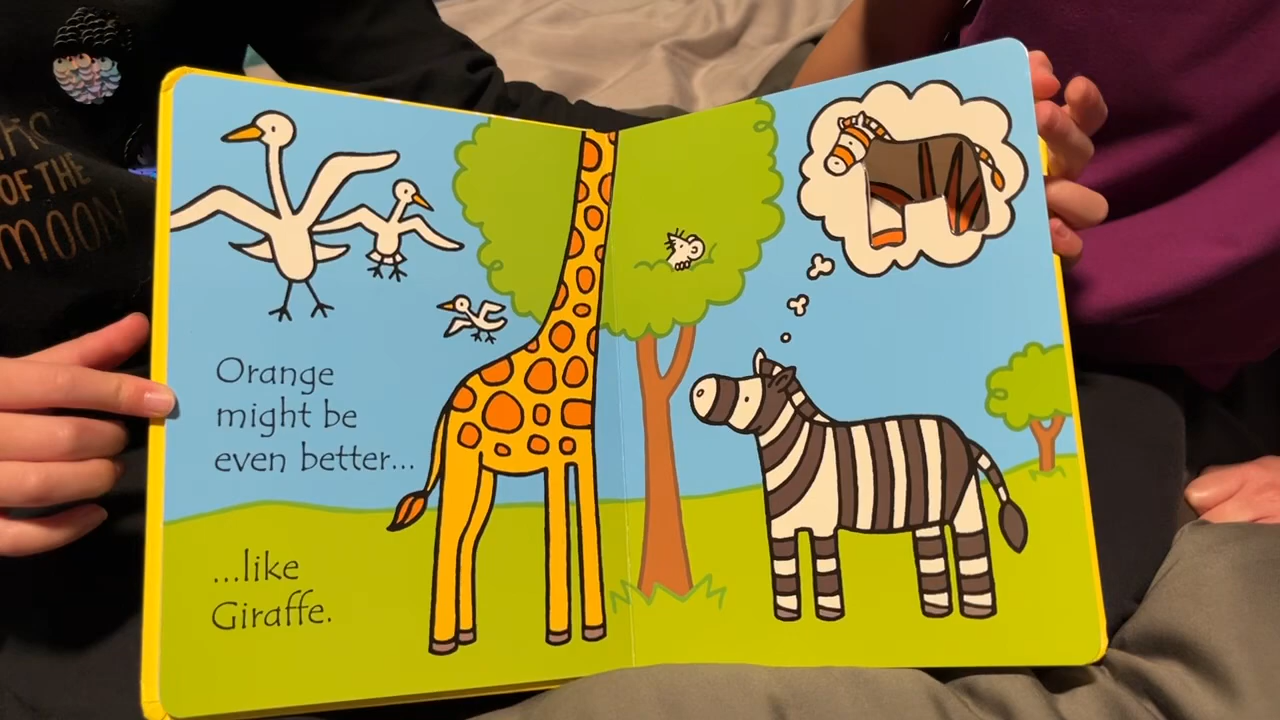 OF THE
MOON
Orange
might be
even better...
...like
Giraffe.